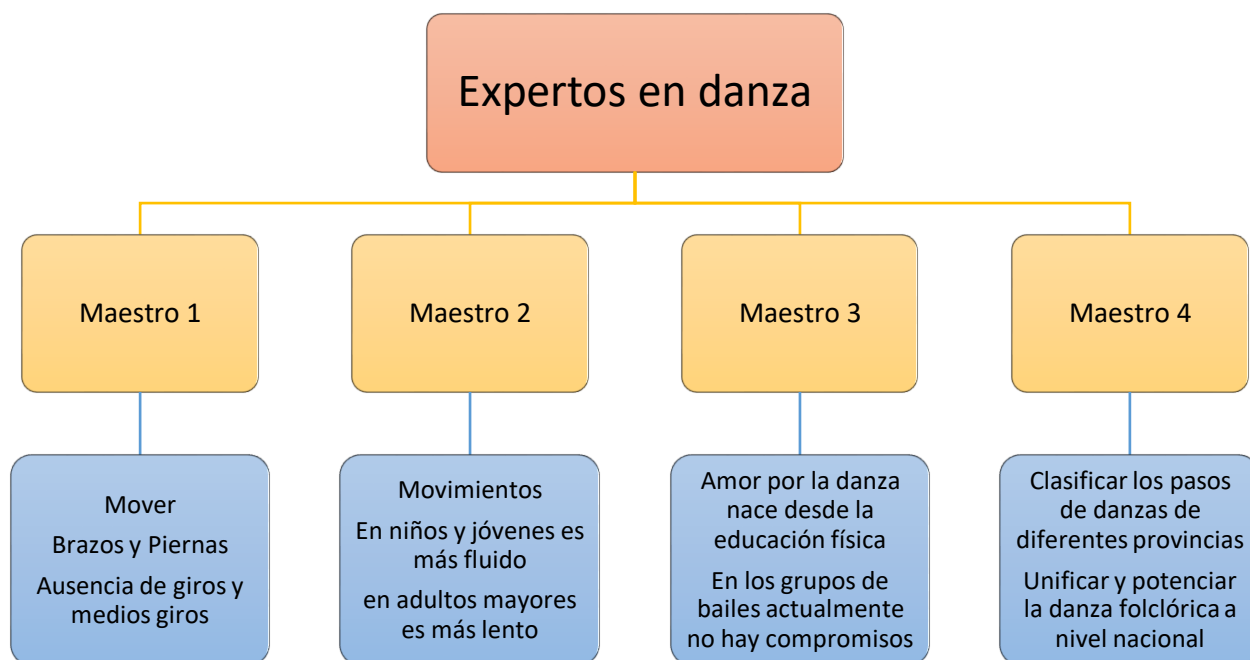 Expertos en danza
Maestro 1
Maestro 2
Maestro 3
Maestro 4
Mover
Brazos y Piernas
Ausencia de giros y
medios giros
Movimientos
En niños y jóvenes es
más fluido
en adultos mayores
es más lento
Amor por la danza
nace desde la
educación física
En los grupos de
bailes actualmente
no hay compromisos
Clasificar los pasos
de danzas de
diferentes provincias
Unificar y potenciar
la danza folclórica a
nivel nacional